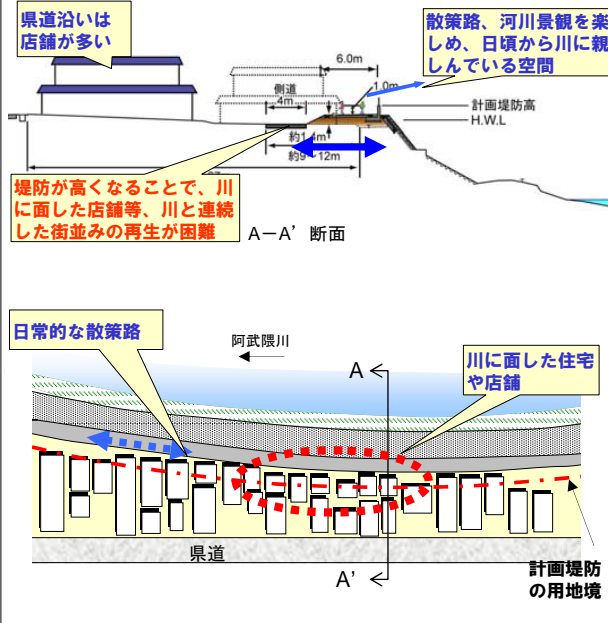 県道沿いは
店舗が多い
散策路、河川景観を楽
しめ、日頃から川に親
しんでいる空間
6.0m
1.0m
側道
4m
計画堤防高
H.W.L
約1.4m
約9～12m
堤防が高くなることで、川
に面した店舗等、川と連続
した街並みの再生が困難
A－A’ 断面
日常的な散策路
阿武隈川
A
川に面した住宅
や店舗
県道
A’
計画堤防
の用地境